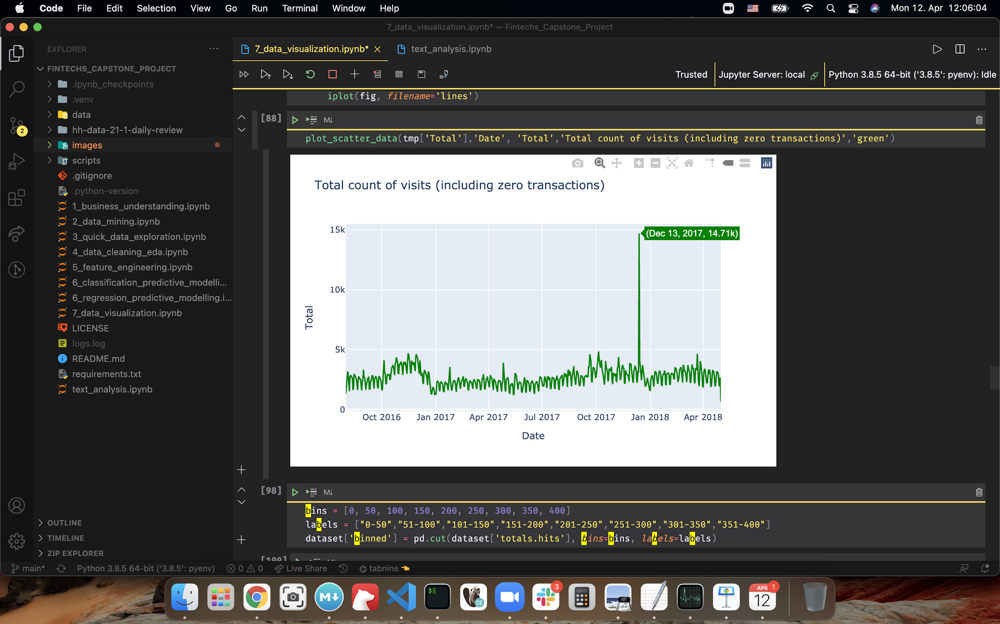 Code File Edit Selection View Go Run Terminal Window Help Mon 12. Apr 12:06:04
7_data_visualization.ipynb* — Fintechs_Capstone_Project
EXPLORER
7_data_visualization.ipynb*
text_analysis.ipynb
FINTECHS_CAPSTONE_PROJECT
Trusted
Jupyter Server: local
Python 3.8.5 64-bit ('3.8.5': pyenv): Idle
.ipynb_checkpoints
.venv
data
hh-data-21-1-daily-review
images
scripts
.gitignore
.python-version
1_business_understanding.ipynb
2_data_mining.ipynb
3_quick_data_exploration.ipynb
4_data_cleaning_eda.ipynb
5_feature_engineering.ipynb
6_classification_predictive_modelli...
6_regression_predictive_modelling.i...
7_data_visualization.ipynb
LICENSE
logs.log
README.md
requirements.txt
text_analysis.ipynb
2
OUTLINE
TIMELINE
ZIP EXPLORER
iplot(fig, filename='lines')
[88]
M↓
plot_scatter_data(tmp['Total'],'Date', 'Total','Total count of visits (including zero transactions)','green')
Total count of visits (including zero transactions)
(Dec 13, 2017, 14.71k)
15k
10k
5k
0
Total
Oct 2016 Jan 2017 Apr 2017 Jul 2017 Oct 2017 Jan 2018 Apr 2018
Date
[98]
M↓
bins = [0, 50, 100, 150, 200, 250, 300, 350, 400]
labels = ["0-50","51-100","101-150","151-200","201-250","251-300","301-350","351-400"]
dataset['binned'] = pd.cut(dataset['totals.hits'], bins=bins, labels=labels)
[100]
main* Python 3.8.5 64-bit ('3.8.5': pyenv) 0 0 Live Share tabnine
M↓
$
CE
3
APR 1
12